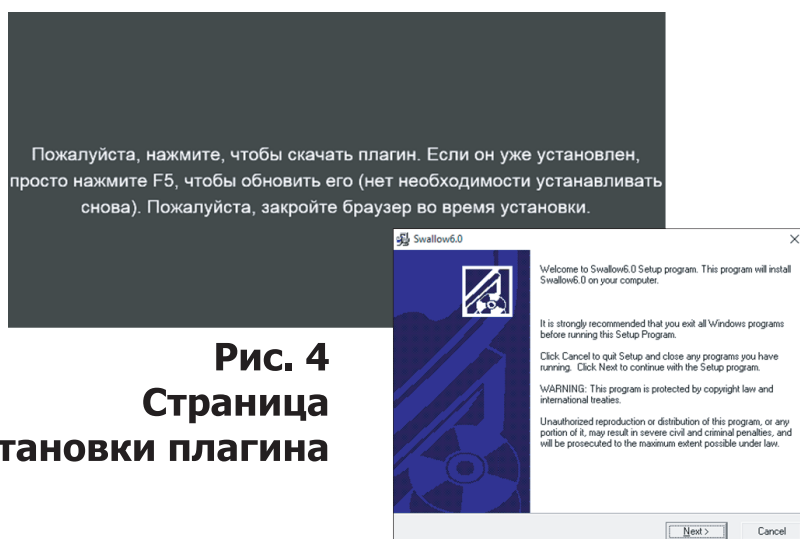 Пожалуйста, нажмите, чтобы скачать плагин. Если он уже установлен,
просто нажмите F5, чтобы обновить его (нет необходимости устанавливать
снова). Пожалуйста, закройте браузер во время установки.
Swallow6.0
Welcome to Swallow6.0 Setup program. This program will install
Swallow6.0 on your computer.
It is strongly recommended that you exit all Windows programs
before running this Setup Program.
Click Cancel to quit Setup and close any programs you have
running. Click Next to continue with the Setup program.
WARNING: This program is protected by copyright law and
international treaties.
Unauthorized reproduction or distribution of this program, or any
portion of it, may result in severe civil and criminal penalties, and
will be prosecuted to the maximum extent possible under law.
Next >
Cancel
Рис. 4
Страница
тановки плагина